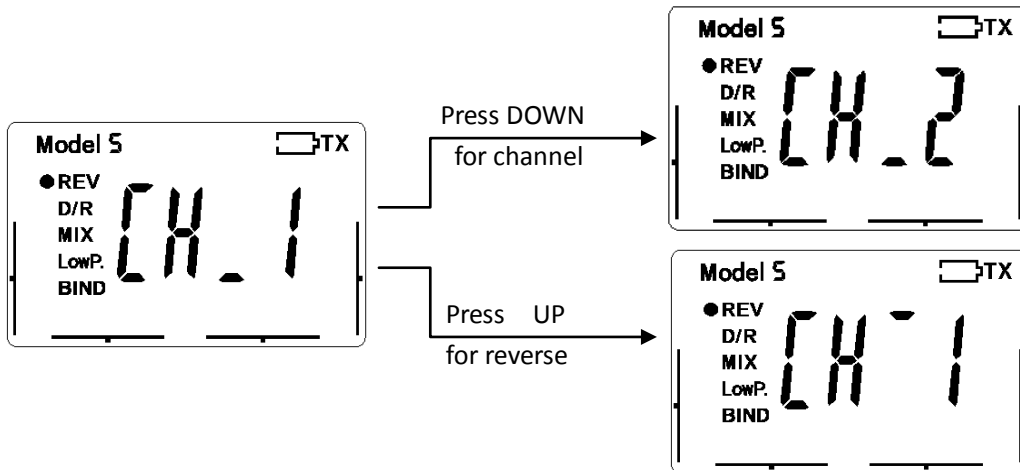 Model 5 TX
REV
D/R
MIX
LowP.
BIND
CH_1
Press DOWN
for channel
Model 5 TX
REV
D/R
MIX
LowP.
BIND
CH_2
Press UP
for reverse
Model 5 TX
REV
D/R
MIX
LowP.
BIND
CH‾1